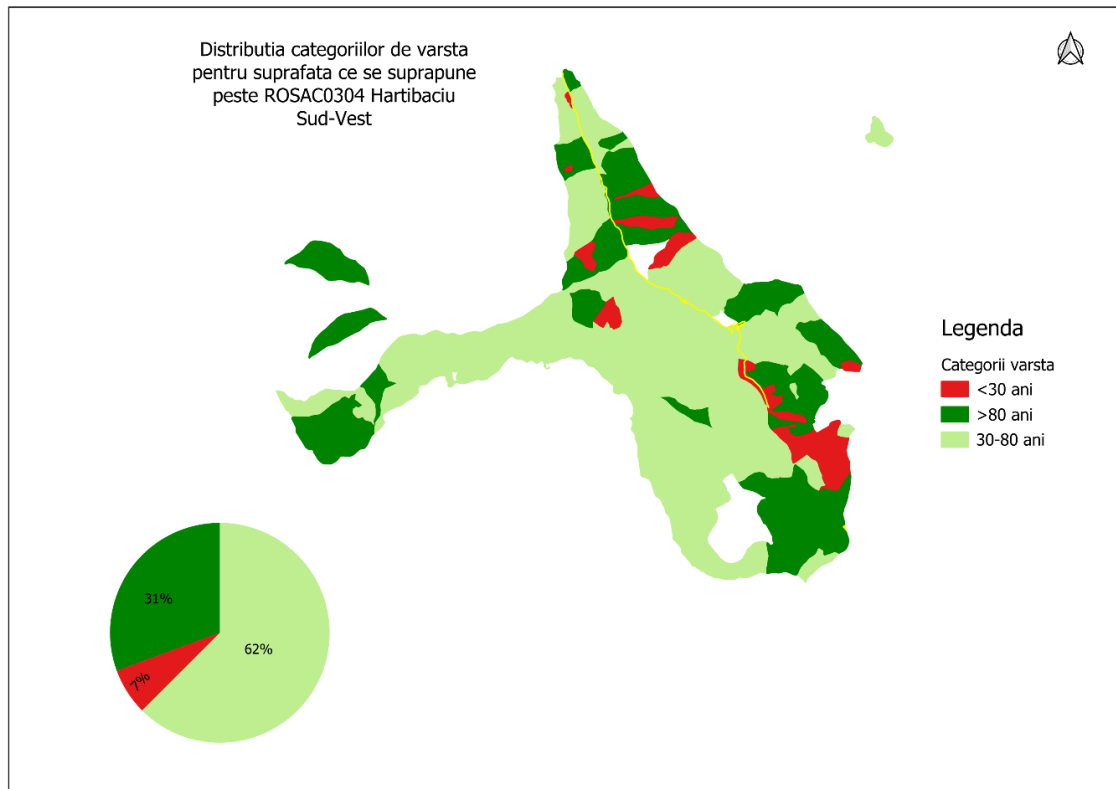 Distributia categoriilor de varsta
pentru suprafata ce se suprapune
peste ROSAC0304 Hartibaciu
Sud-Vest
Legenda
Categorii varsta
<30 ani
>80 ani
30-80 ani
31%
62%
7%